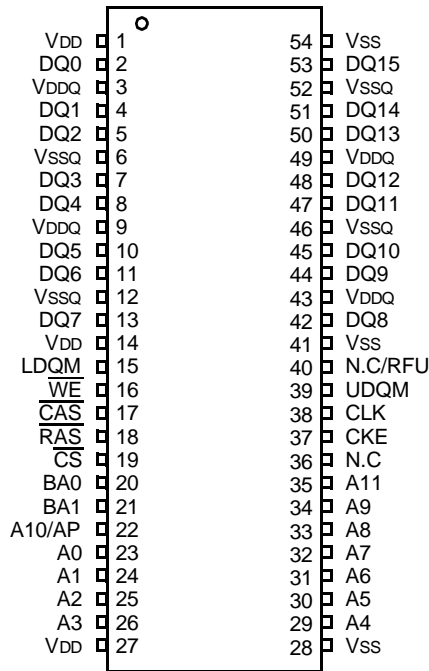 VDD 1 54 VSS
DQ0 2 53 DQ15
VDDQ 3 52 VSSQ
DQ1 4 51 DQ14
DQ2 5 50 DQ13
VSSQ 6 49 VDDQ
DQ3 7 48 DQ12
DQ4 8 47 DQ11
VDDQ 9 46 VSSQ
DQ5 10 45 DQ10
DQ6 11 44 DQ9
VSSQ 12 43 VDDQ
DQ7 13 42 DQ8
VDD 14 41 VSS
LDQM 15 40 N.C/RFU
W̅E̅ 16 39 UDQM
C̅A̅S̅ 17 38 CLK
R̅A̅S̅ 18 37 CKE
C̅S̅ 19 36 N.C
BA0 20 35 A11
BA1 21 34 A9
A10/AP 22 33 A8
A0 23 32 A7
A1 24 31 A6
A2 25 30 A5
A3 26 29 A4
VDD 27 28 VSS